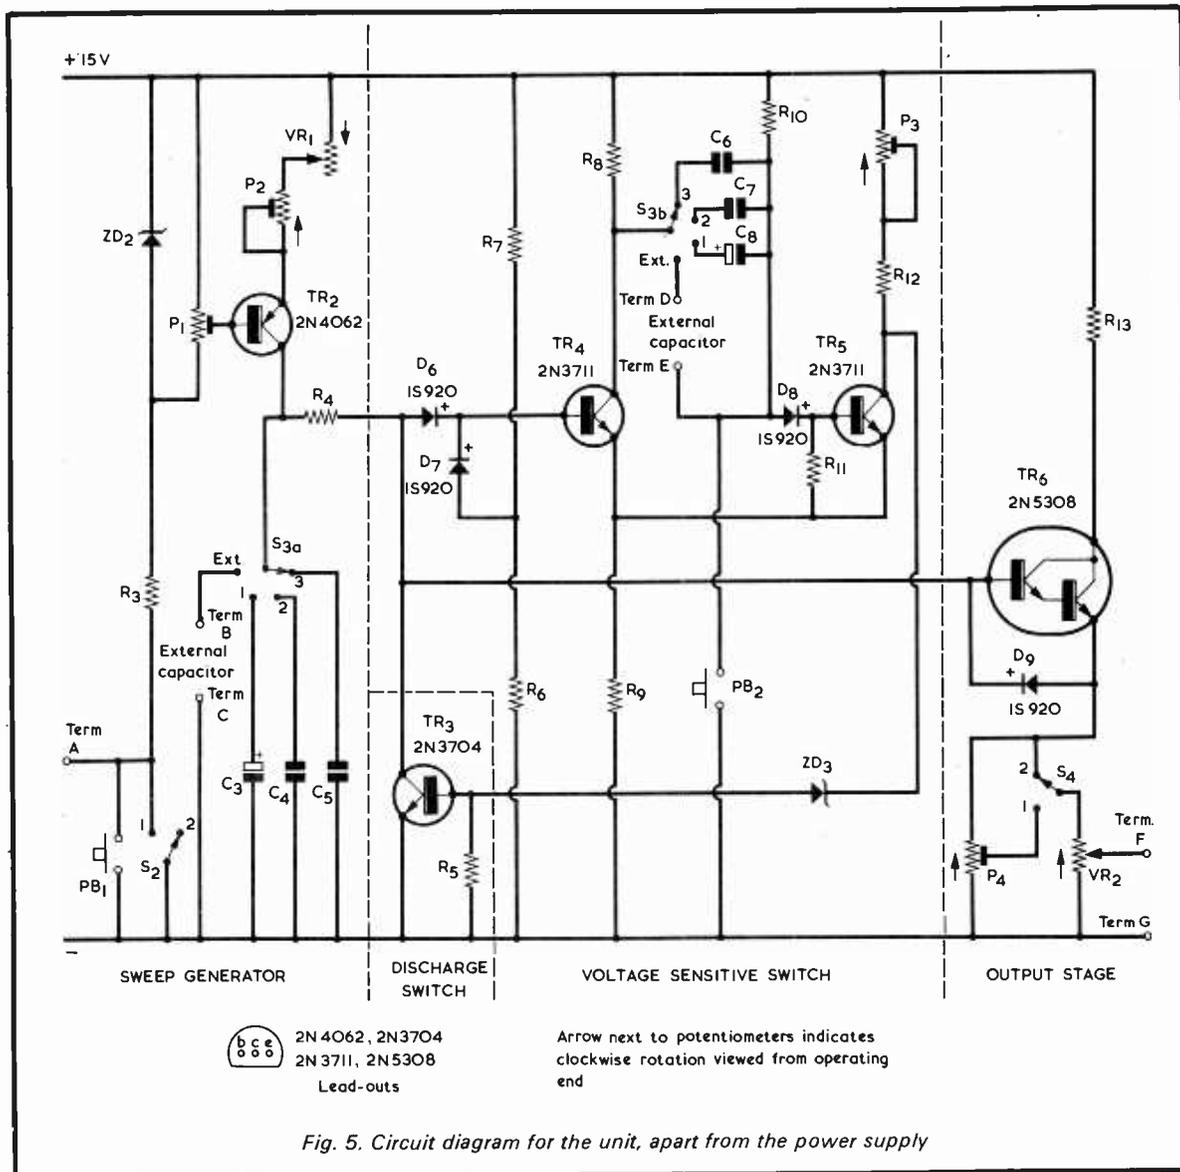 +15V
VR1
P2
ZD2
P1
TR2
2N4062
R4
R3
Ext
S3a
1
2
3
Term
B
External
capacitor
Term
C
Term
A
C3
+
C4
C5
1
2
S2
PB1
–
R7
R8
R10
C6
C7
C8
+
S3b
3
2
1
Ext.
Term D
External
capacitor
Term E
P3
R12
D6
1S920
+
D7
+
1S920
TR4
2N3711
TR5
2N3711
D8
+
1S920
R11
R13
TR6
2N5308
D9
+
1S920
R6
R9
PB2
TR3
2N3704
ZD3
R5
2
S4
1
P4
VR2
Term.
F
Term G
SWEEP GENERATOR
DISCHARGE
SWITCH
VOLTAGE SENSITIVE SWITCH
OUTPUT STAGE
b c e
2N4062, 2N3704
2N3711, 2N5308
Lead-outs
Arrow next to potentiometers indicates
clockwise rotation viewed from operating
end
Fig. 5. Circuit diagram for the unit, apart from the power supply